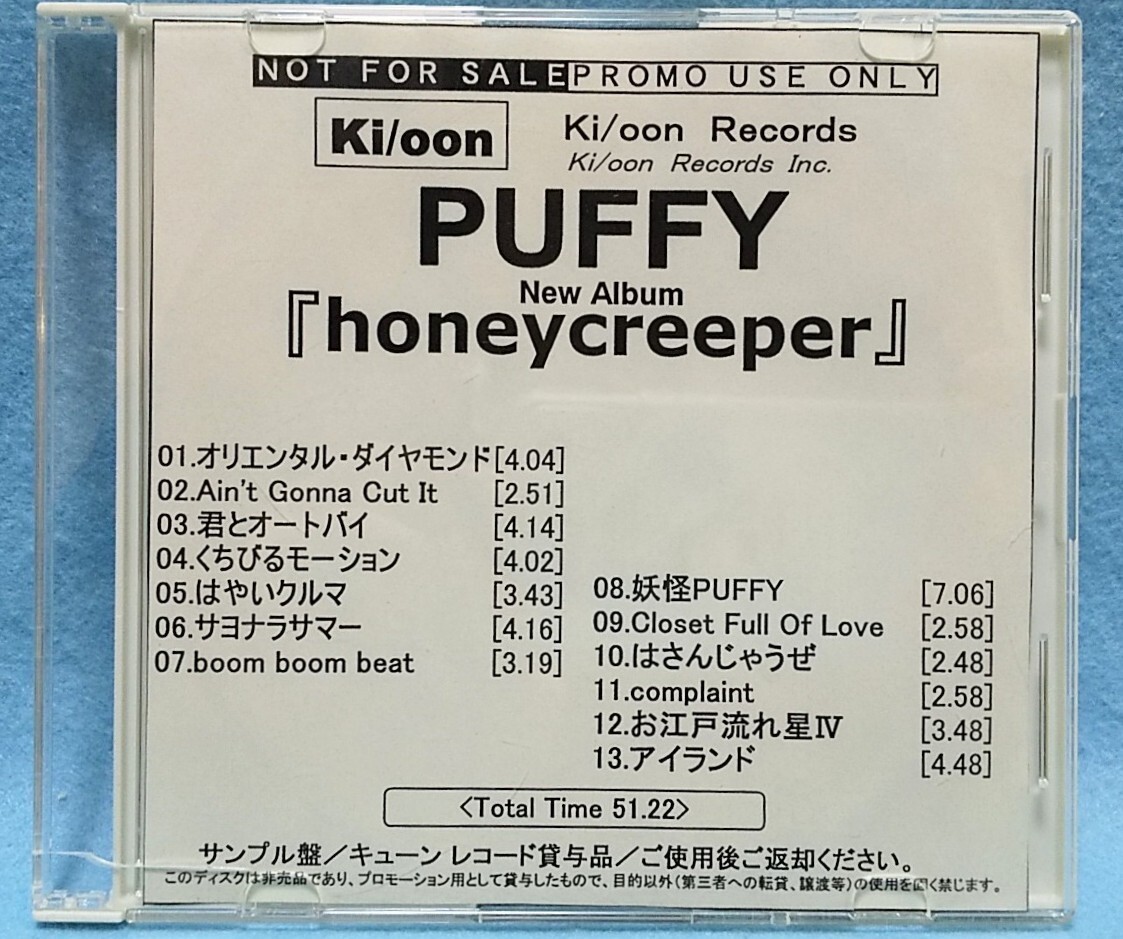 NOT FOR SALE PROMO USE ONLY
Ki/oon Ki/oon Records
Ki/oon Records Inc.
PUFFY
New Album
『honeycreeper』
01.オリエンタル・ダイヤモンド[4.04]
02.Ain't Gonna Cut It [2.51]
03.君とオートバイ [4.14]
04.くちびるモーション [4.02]
05.はやいクルマ [3.43]
06.サヨナラサマー [4.16]
07.boom boom beat [3.19]
08.妖怪PUFFY [7.06]
09.Closet Full Of Love [2.58]
10.はさんじゃうぜ [2.48]
11.complaint [2.58]
12.お江戸流れ星Ⅳ [3.48]
13.アイランド [4.48]
<Total Time 51.22>
サンプル盤／キューン レコード貸与品／ご使用後ご返却ください。
このディスクは非売品であり、プロモーション用として貸与したもので、目的以外(第三者への転貸、譲渡等)の使用を固く禁じます。